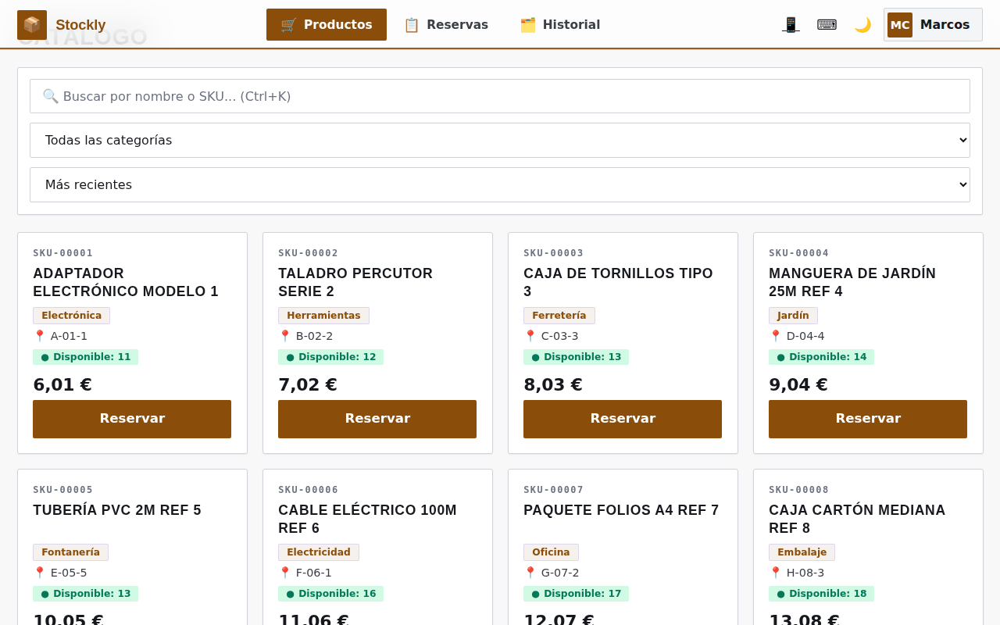 Stockly
Productos
Reservas
Historial
MC
Marcos
CATÁLOGO
Buscar por nombre o SKU... (Ctrl+K)
Todas las categorías
Más recientes
SKU-00001
ADAPTADOR
ELECTRÓNICO MODELO 1
Electrónica
A-01-1
Disponible: 11
6,01 €
Reservar
SKU-00002
TALADRO PERCUTOR
SERIE 2
Herramientas
B-02-2
Disponible: 12
7,02 €
Reservar
SKU-00003
CAJA DE TORNILLOS TIPO
3
Ferretería
C-03-3
Disponible: 13
8,03 €
Reservar
SKU-00004
MANGUERA DE JARDÍN
25M REF 4
Jardín
D-04-4
Disponible: 14
9,04 €
Reservar
SKU-00005
TUBERÍA PVC 2M REF 5
Fontanería
E-05-5
Disponible: 13
10,05 €
SKU-00006
CABLE ELÉCTRICO 100M
REF 6
Electricidad
F-06-1
Disponible: 16
11,06 €
SKU-00007
PAQUETE FOLIOS A4 REF 7
Oficina
G-07-2
Disponible: 17
12,07 €
SKU-00008
CAJA CARTÓN MEDIANA
REF 8
Embalaje
H-08-3
Disponible: 18
13,08 €